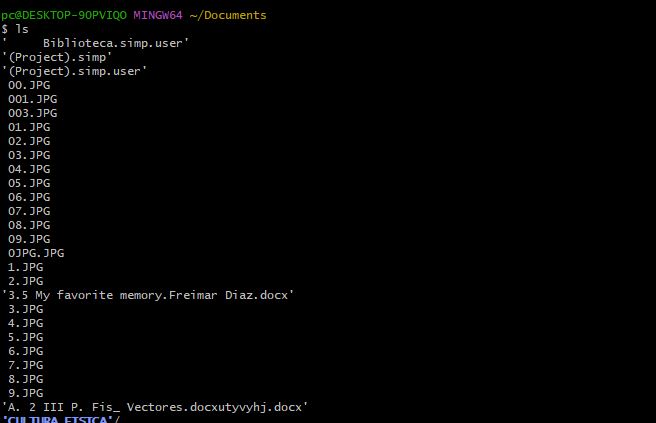 pc@DESKTOP-9OPVIQO MINGW64 ~/Documents
$ ls
'     Biblioteca.simp.user'
'(Project).simp'
'(Project).simp.user'
 00.JPG
 001.JPG
 003.JPG
 01.JPG
 02.JPG
 03.JPG
 04.JPG
 05.JPG
 06.JPG
 07.JPG
 08.JPG
 09.JPG
 0JPG.JPG
 1.JPG
 2.JPG
'3.5 My favorite memory.Freimar Diaz.docx'
 3.JPG
 4.JPG
 5.JPG
 6.JPG
 7.JPG
 8.JPG
 9.JPG
'A. 2 III P. Fis_ Vectores.docxutyvyhj.docx'
'CULTURA FISICA'/